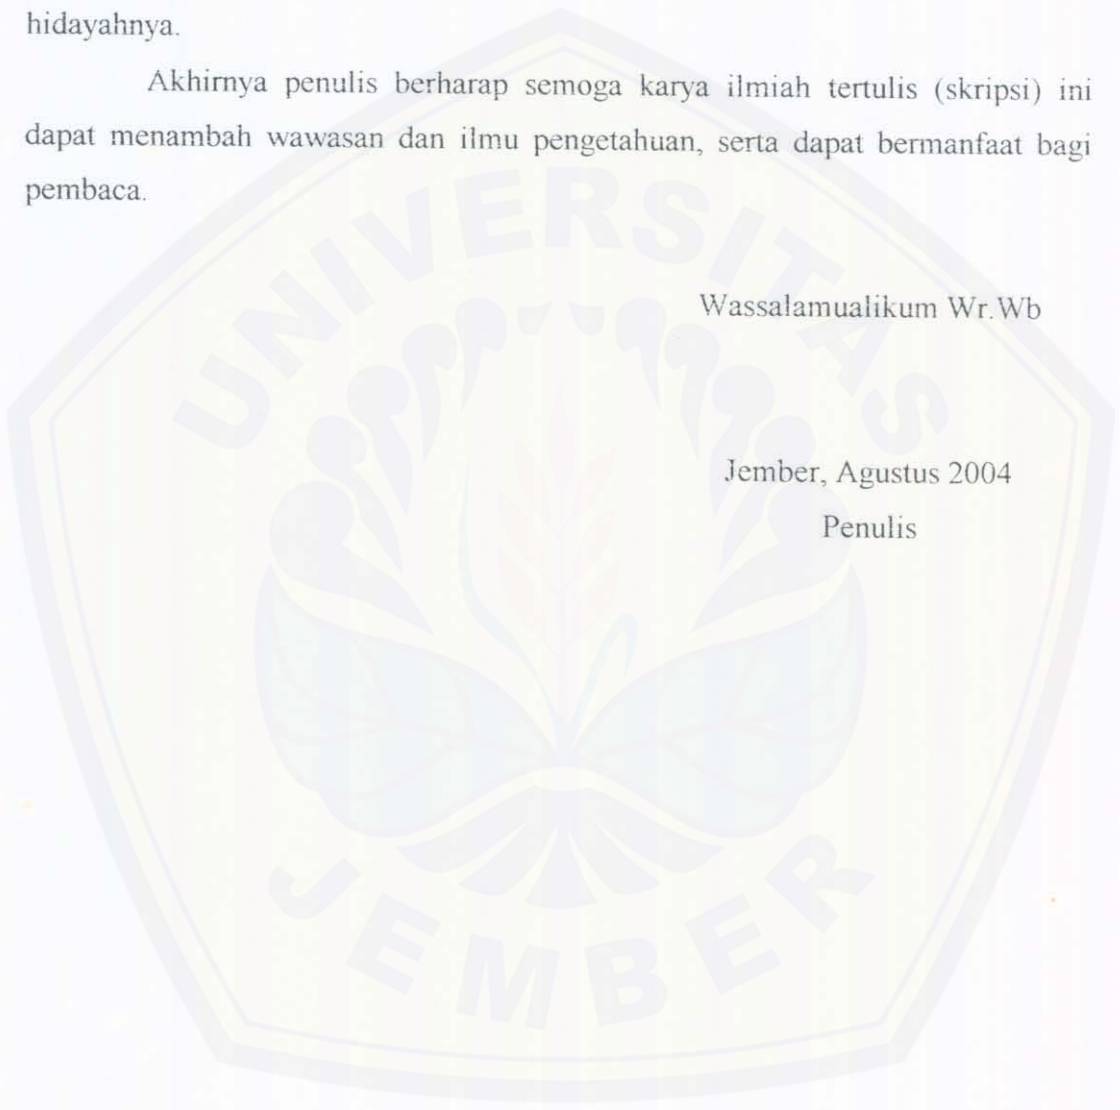 hidayahnya.
Akhirnya penulis berharap semoga karya ilmiah tertulis (skripsi) ini
dapat menambah wawasan dan ilmu pengetahuan, serta dapat bermanfaat bagi
pembaca.
UNIVERSITAS
Wassalamualikum Wr.Wb
Jember, Agustus 2004
Penulis
JEMBER